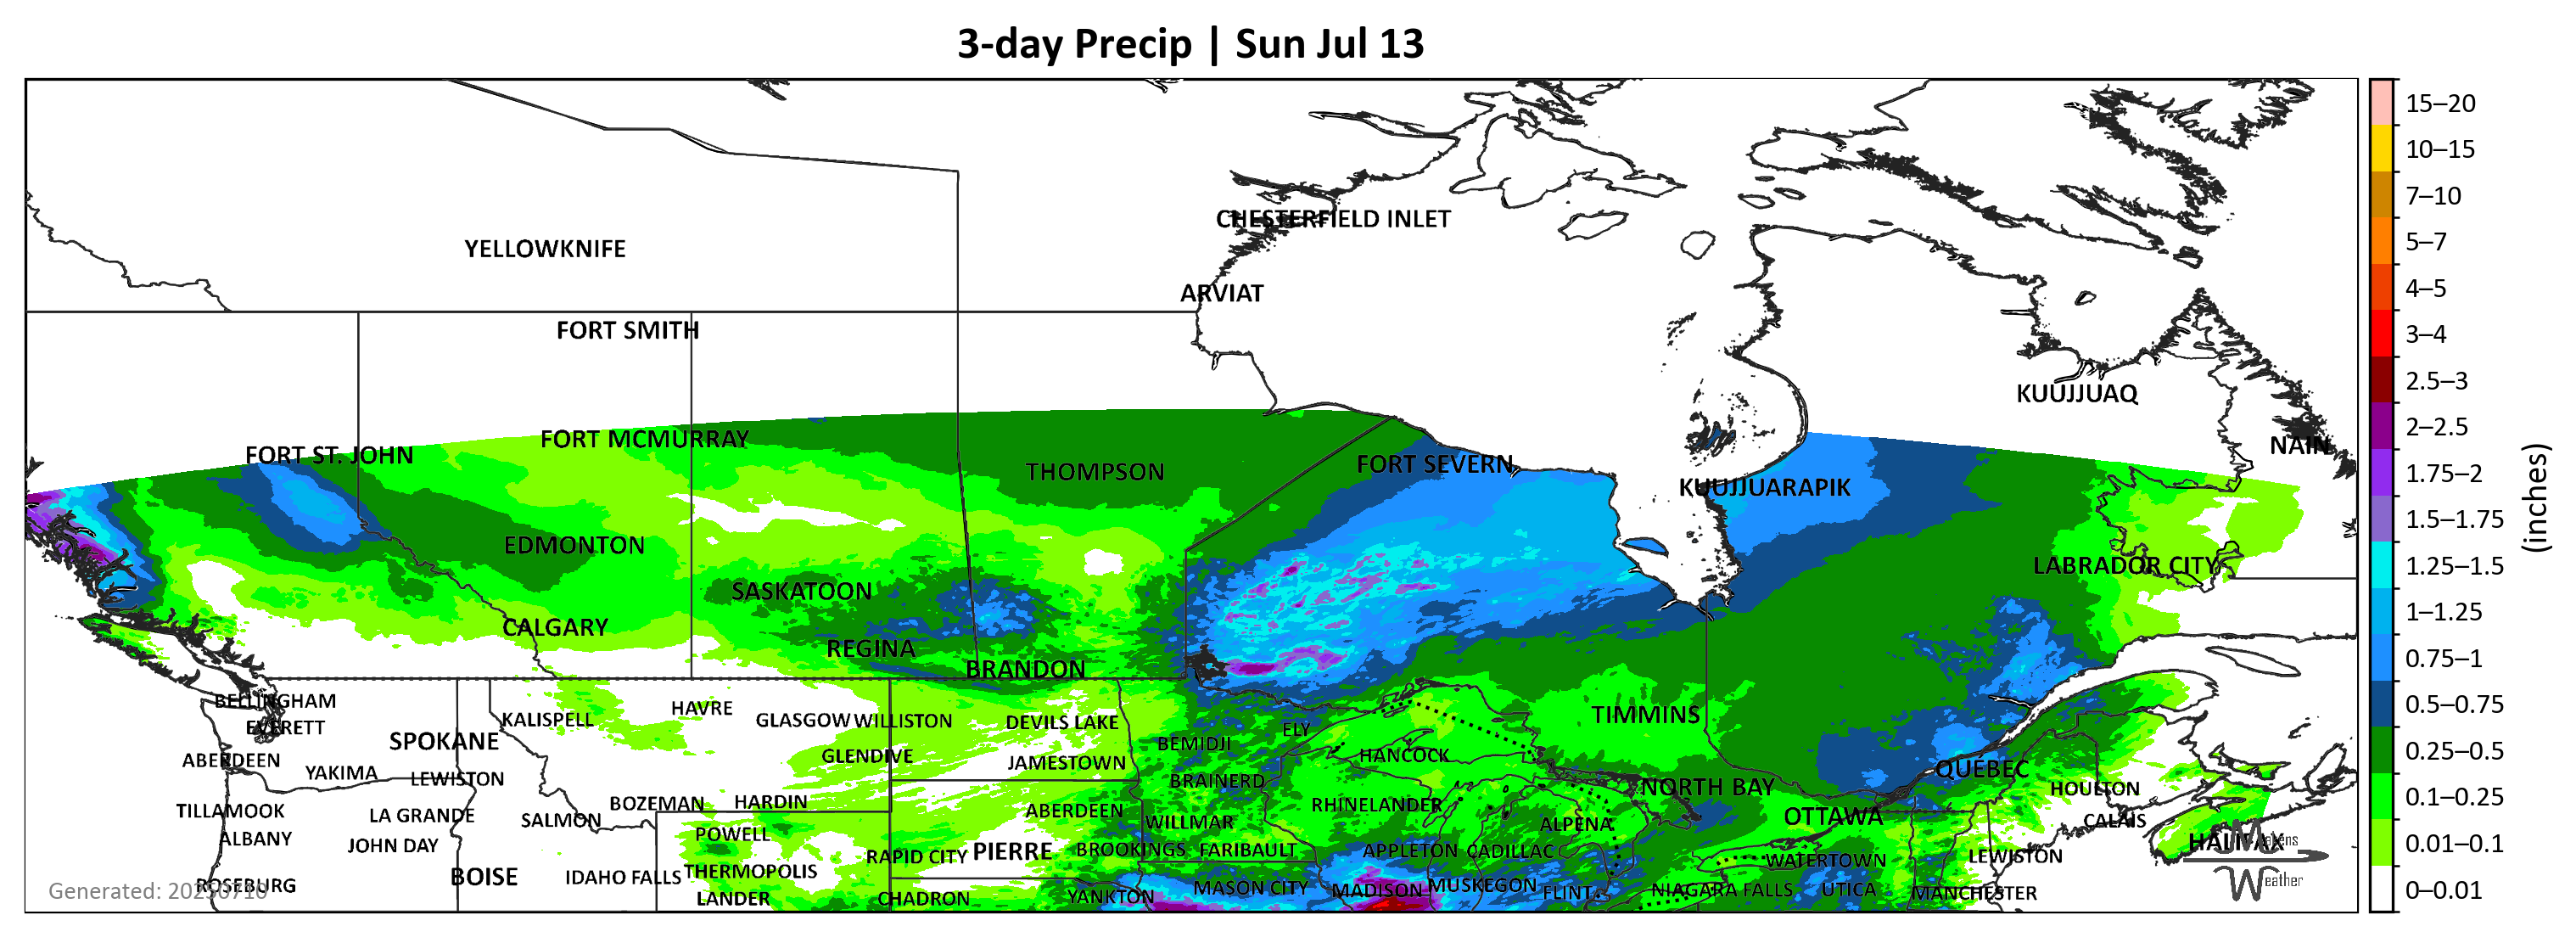 3-day Precip | Sun Jul 13
CHESTERFIELD INLET
YELLOWKNIFE
ARVIAT
FORT SMITH
KUUJJUAQ
FORT MCMURRAY
NAIN
FORT ST. JOHN
THOMPSON
FORT SEVERN
KUUJJUARAPIK
EDMONTON
LABRADOR CITY
SASKATOON
CALGARY
REGINA
BRANDON
BELLINGHAM
KALISPELL
HAVRE
GLASGOW
WILLISTON
DEVILS LAKE
TIMMINS
EVERETT
ELY
SPOKANE
BEMIDJI
ABERDEEN
GLENDIVE
JAMESTOWN
HANCOCK
QUÉBEC
YAKIMA
LEWISTON
BRAINERD
NORTH BAY
HOULTON
TILLAMOOK
LA GRANDE
SALMON
BOZEMAN
HARDIN
ABERDEEN
RHINELANDER
OTTAWA
CALAIS
ALBANY
JOHN DAY
POWELL
WILLMAR
ALPENA
HALIFAX
RAPID CITY
PIERRE
BROOKINGS
FARIBAULT
APPLETON
CADILLAC
WATERTOWN
LEWISTON
ROSEBURG
BOISE
IDAHO FALLS
THERMOPOLIS
LANDER
CHADRON
YANKTON
MASON CITY
MADISON
MUSKEGON
FLINT
NIAGARA FALLS
UTICA
MANCHESTER
Generated: 20250710
Weather
15–20
10–15
7–10
5–7
4–5
3–4
2.5–3
2–2.5
1.75–2
1.5–1.75
1.25–1.5
1–1.25
0.75–1
0.5–0.75
0.25–0.5
0.1–0.25
0.01–0.1
0–0.01
(inches)